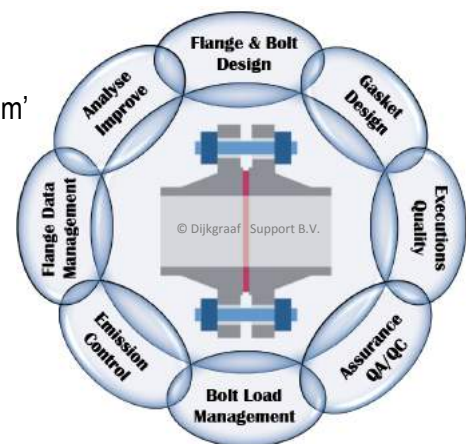 m’
Flange & Bolt
Design
Gasket
Design
Executions
Quality
Assurance
QA/QC
Bolt Load
Management
Emission
Control
Flange Data
Management
Analyse
Improve
© Dijkgraaf Support B.V.